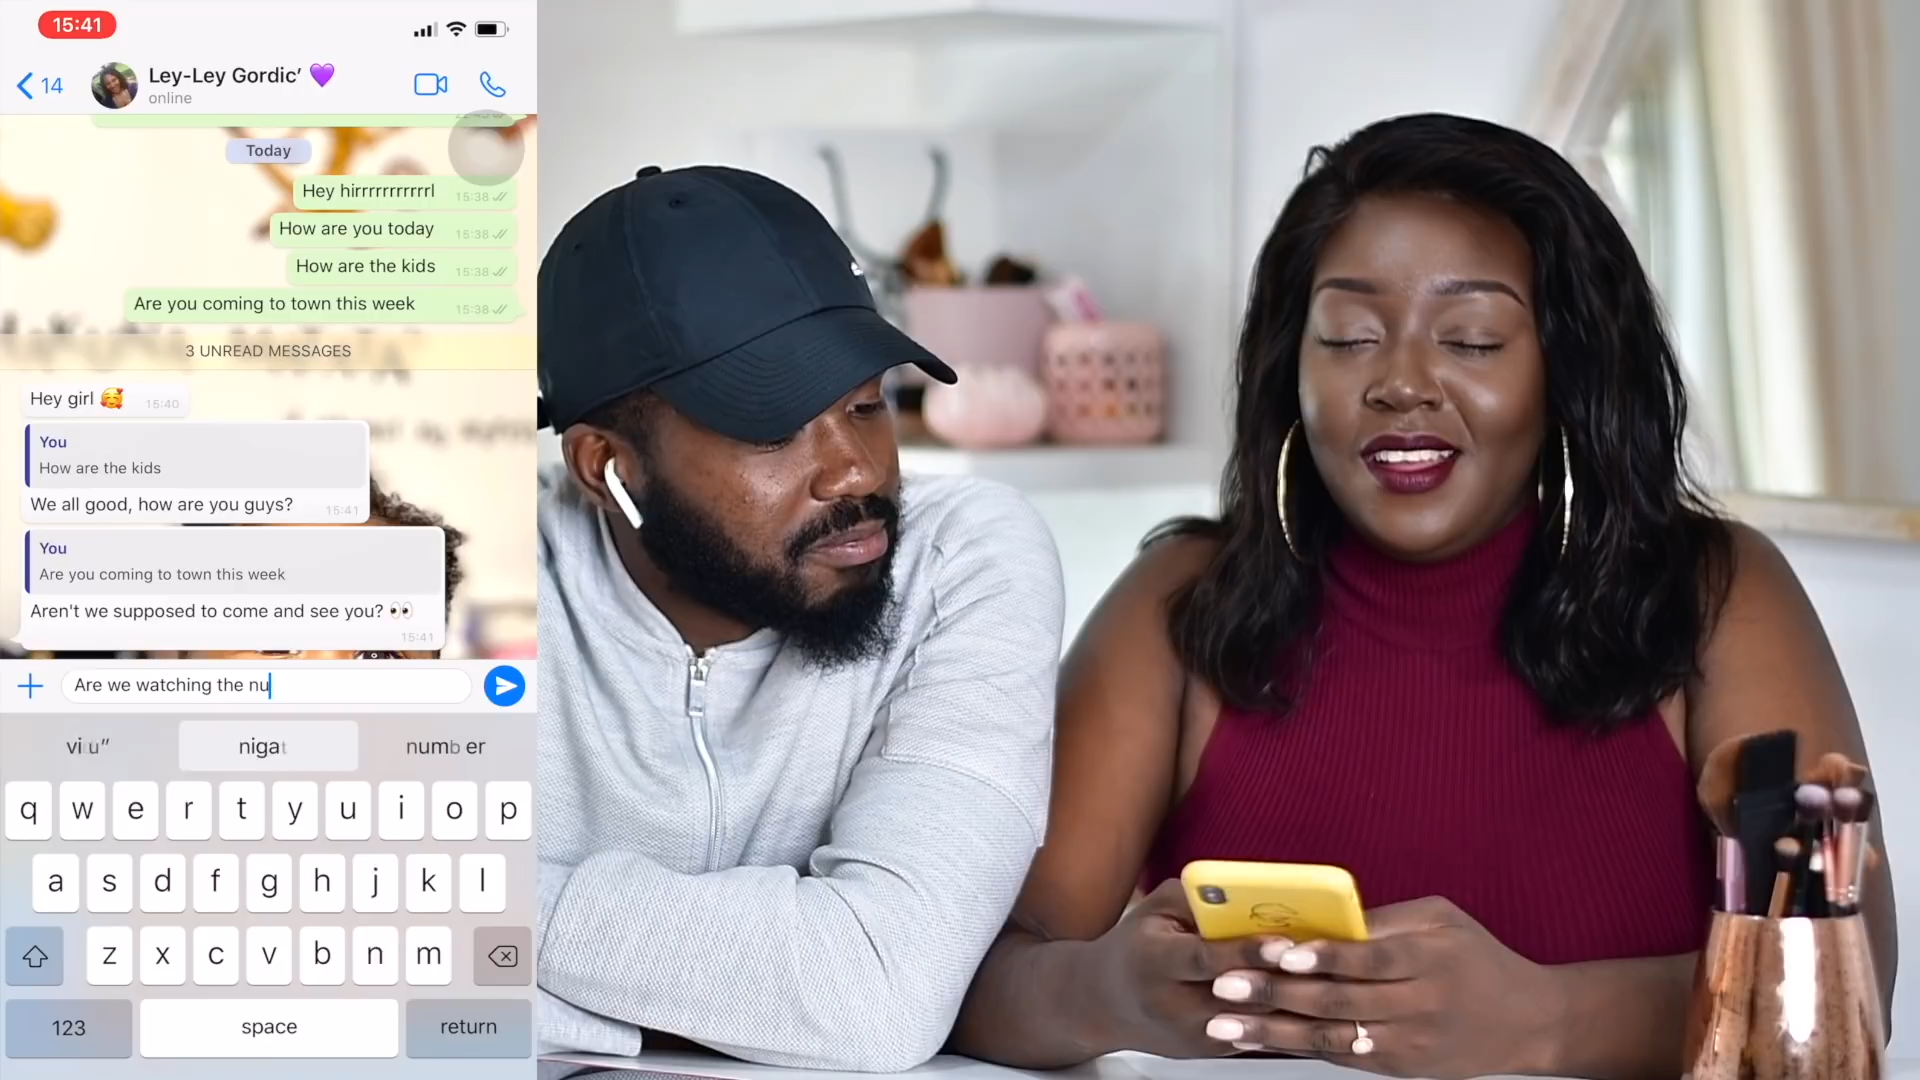 15:41
14
Ley-Ley Gordic’ 💜
online
Today
Hey hirrrrrrrrrrl 15:38
How are you today 15:38
How are the kids 15:38
Are you coming to town this week 15:38
3 UNREAD MESSAGES
Hey girl 🥰 15:40
You
How are the kids
We all good, how are you guys? 15:41
You
Are you coming to town this week
Aren't we supposed to come and see you? 👀
15:41
Are we watching the nu
number
q w e r t y u i o p
a s d f g h j k l
z x c v b n m
123 space return